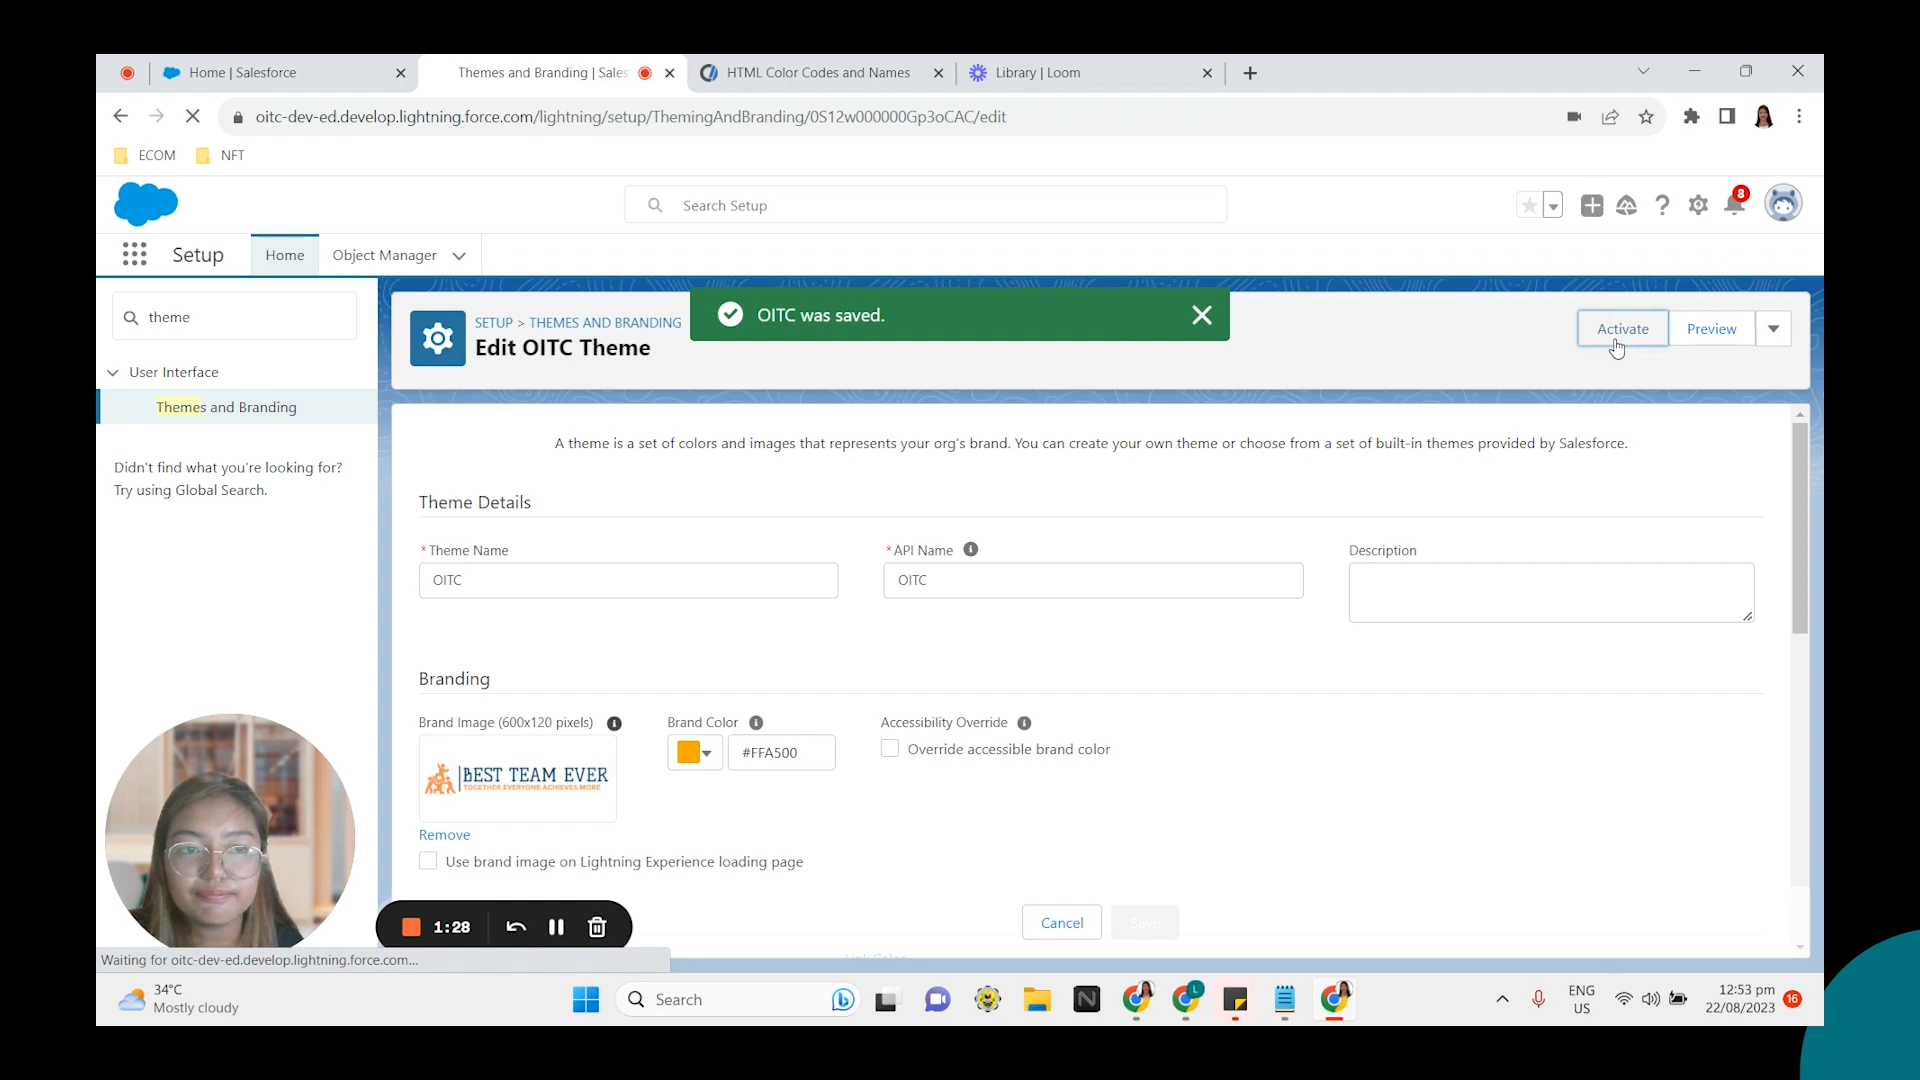 Home | Salesforce
Themes and Branding | Sales
HTML Color Codes and Names
Library | Loom
oitc-dev-ed.develop.lightning.force.com/lightning/setup/ThemingAndBranding/0S12w000000Gp3oCAC/edit
ECOM
NFT
Search Setup
8
Setup
Home
Object Manager
theme
User Interface
Themes and Branding
Didn't find what you're looking for?
Try using Global Search.
SETUP > THEMES AND BRANDING
Edit OITC Theme
OITC was saved.
Activate
Preview
A theme is a set of colors and images that represents your org's brand. You can create your own theme or choose from a set of built-in themes provided by Salesforce.
Theme Details
* Theme Name
OITC
* API Name
OITC
Description
Branding
Brand Image (600x120 pixels)
BEST TEAM EVER
TOGETHER EVERYONE ACHIEVES MORE
Remove
Use brand image on Lightning Experience loading page
Brand Color
#FFA500
Accessibility Override
Override accessible brand color
Cancel
Save
Link Color
1:28
Waiting for oitc-dev-ed.develop.lightning.force.com...
34°C
Mostly cloudy
Search
L
ENG
US
12:53 pm
22/08/2023
16